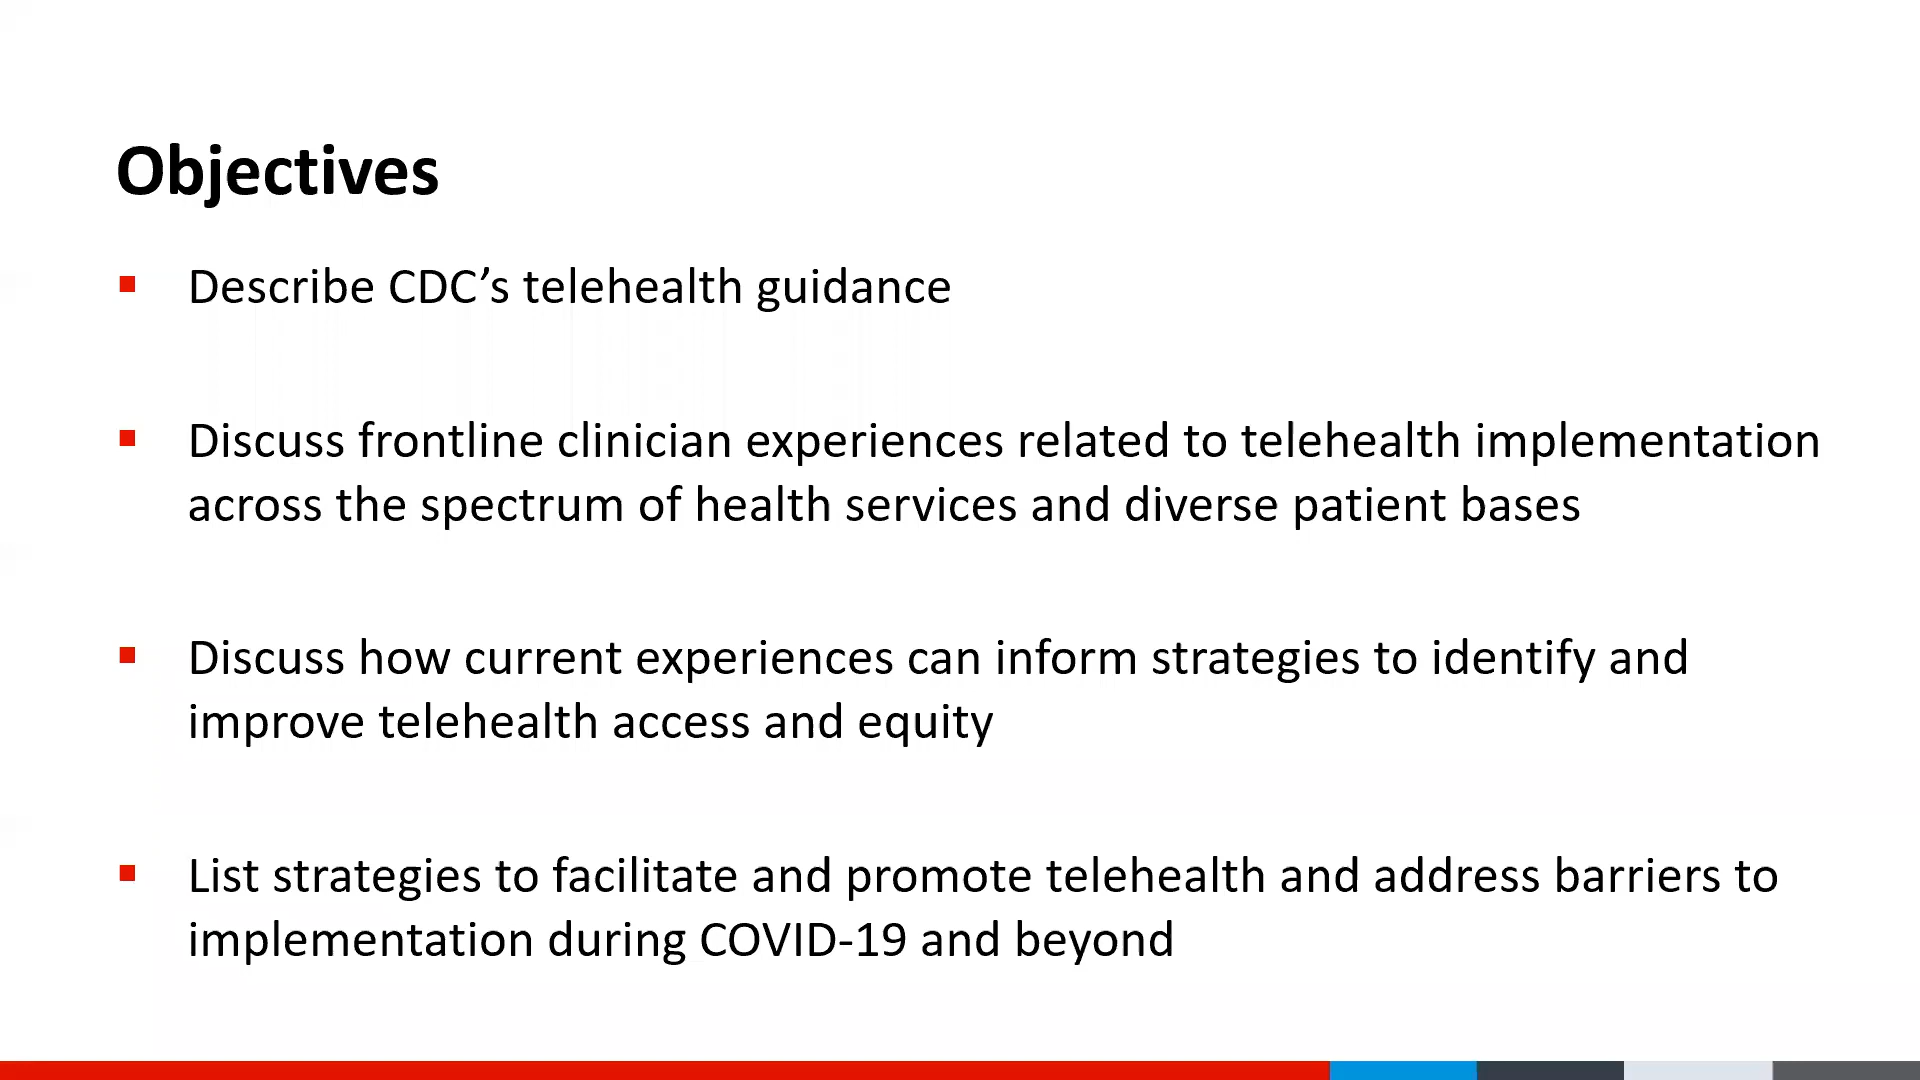 Objectives
▪ Describe CDC’s telehealth guidance
▪ Discuss frontline clinician experiences related to telehealth implementation
across the spectrum of health services and diverse patient bases
▪ Discuss how current experiences can inform strategies to identify and
improve telehealth access and equity
▪ List strategies to facilitate and promote telehealth and address barriers to
implementation during COVID-19 and beyond